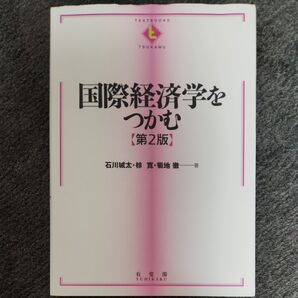 TEXTBOOKS
と
TSUKAMU
国際経済学を
つかむ
【第2版】
石川城太・椋 寛・菊地 徹——著
有斐閣
YUHIKAKU